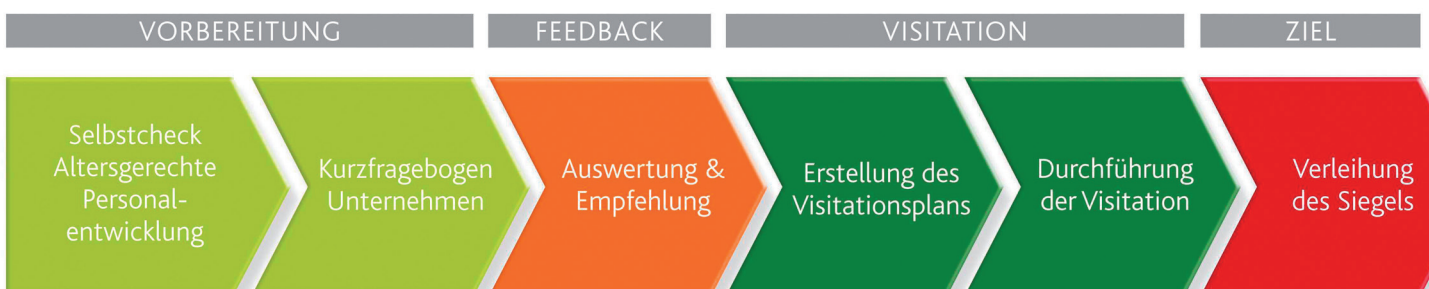 VORBEREITUNG
FEEDBACK
VISITATION
ZIEL
Selbstcheck
Altersgerechte
Personal-
entwicklung
Kurzfragebogen
Unternehmen
Auswertung &
Empfehlung
Erstellung des
Visitationsplans
Durchführung
der Visitation
Verleihung
des Siegels